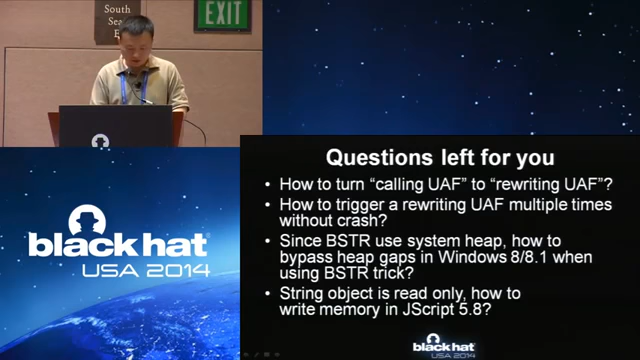 South
Sea
EXIT
Questions left for you
• How to turn “calling UAF” to “rewriting UAF”?
• How to trigger a rewriting UAF multiple times
without crash?
• Since BSTR use system heap, how to
bypass heap gaps in Windows 8/8.1 when
using BSTR trick?
• String object is read only, how to
write memory in JScript 5.8?
black hat
USA 2014
black hat
USA 2014